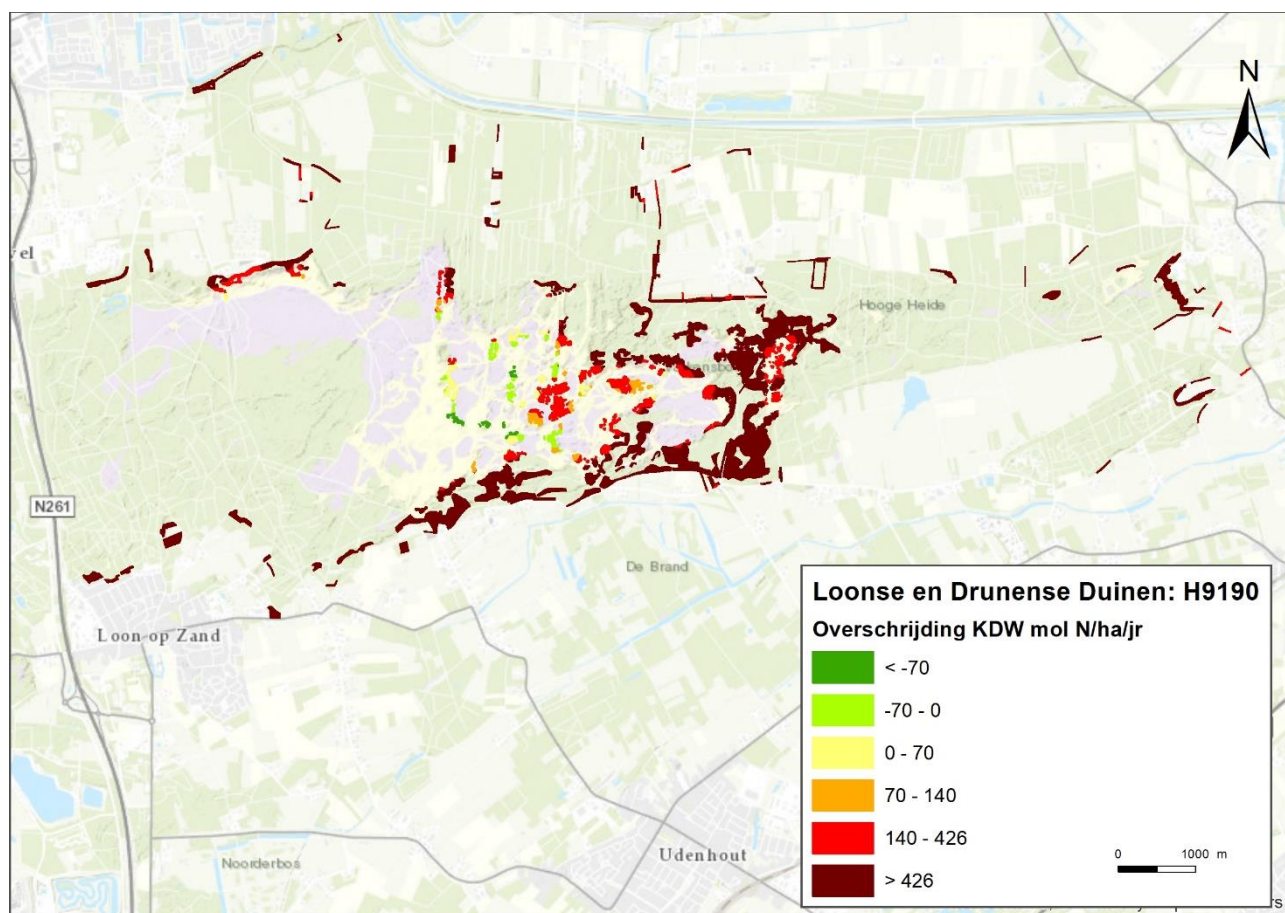 N
vel
Hooge Heide
N261
De Brand
Loon op Zand
Udenhout
Noorderbos
Loonse en Drunense Duinen: H9190
Overschrijding KDW mol N/ha/jr
< -70
-70 - 0
0 - 70
70 - 140
140 - 426
> 426
0 1000 m